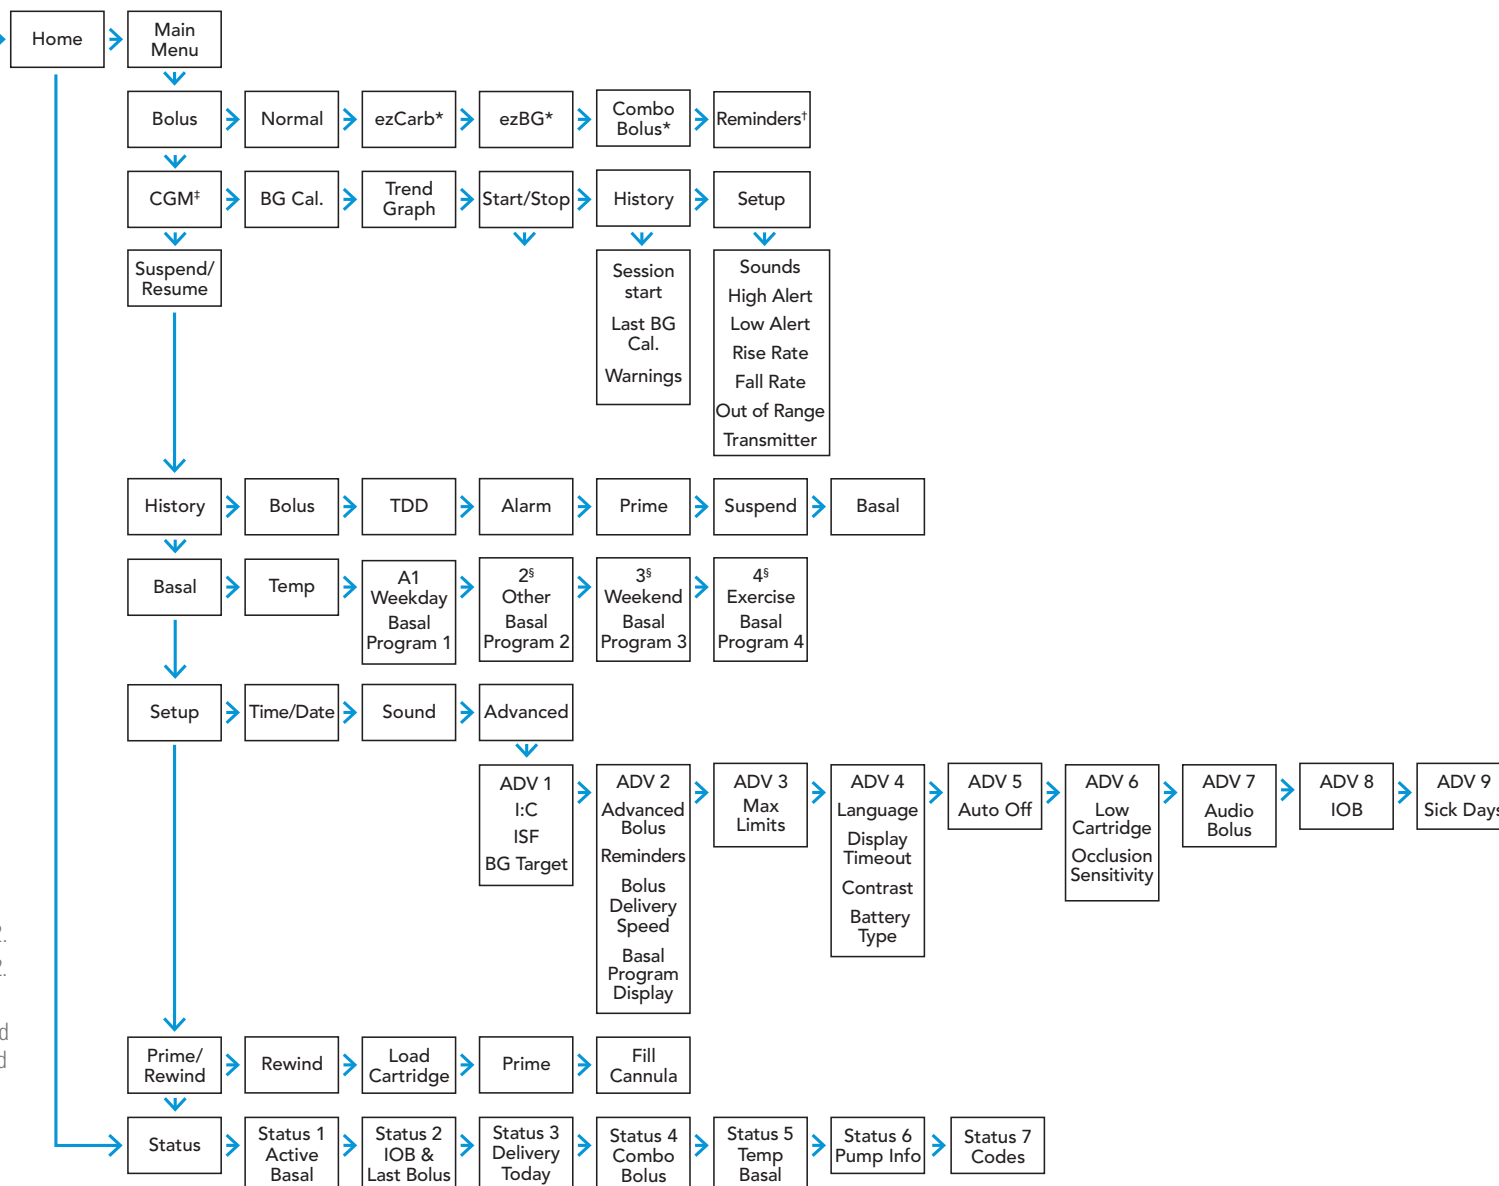 Home
Main
Menu
Bolus
Normal
ezCarb*
ezBG*
Combo
Bolus*
Reminders†
CGM‡
BG Cal.
Trend
Graph
Start/Stop
History
Setup
Suspend/
Resume
Session
start
Last BG
Cal.
Warnings
Sounds
High Alert
Low Alert
Rise Rate
Fall Rate
Out of Range
Transmitter
History
Bolus
TDD
Alarm
Prime
Suspend
Basal
Basal
Temp
A1
Weekday
Basal
Program 1
2§
Other
Basal
Program 2
3§
Weekend
Basal
Program 3
4§
Exercise
Basal
Program 4
Setup
Time/Date
Sound
Advanced
ADV 1
I:C
ISF
BG Target
ADV 2
Advanced
Bolus
Reminders
Bolus
Delivery
Speed
Basal
Program
Display
ADV 3
Max
Limits
ADV 4
Language
Display
Timeout
Contrast
Battery
Type
ADV 5
Auto Off
ADV 6
Low
Cartridge
Occlusion
Sensitivity
ADV 7
Audio
Bolus
ADV 8
IOB
ADV 9
Sick Days
Prime/
Rewind
Rewind
Load
Cartridge
Prime
Fill
Cannula
Status
Status 1
Active
Basal
Status 2
IOB &
Last Bolus
Status 3
Delivery
Today
Status 4
Combo
Bolus
Status 5
Temp
Basal
Status 6
Pump Info
Status 7
Codes